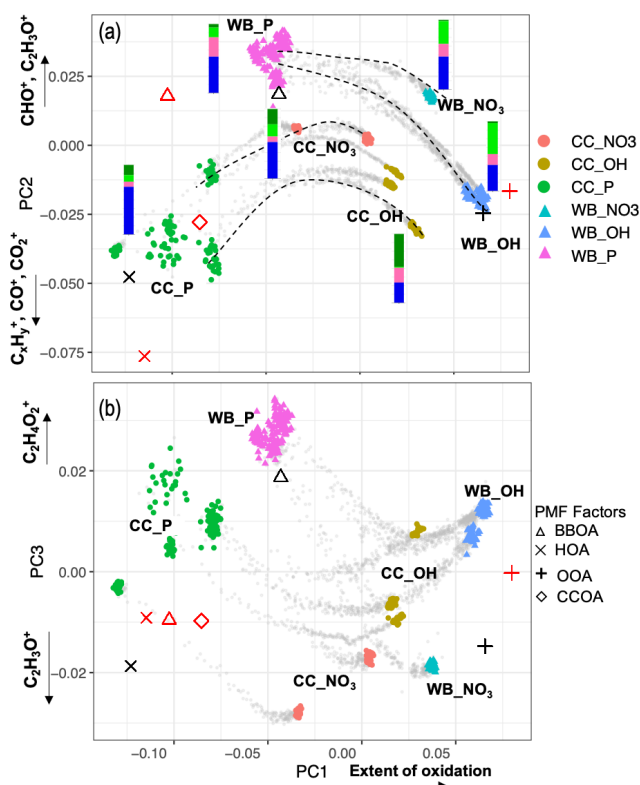 (a)
WB_P
CHO⁺, C₂H₃O⁺
0.025
WB_NO₃
0.000
CC_NO₃
PC2
−0.025
CC_OH
WB_OH
−0.050
CC_P
CₓHᵧ⁺, CO⁺, CO₂⁺
−0.075
CC_NO3
CC_OH
CC_P
WB_NO3
WB_OH
WB_P
(b)
WB_P
C₂H₄O₂⁺
0.02
WB_OH
CC_P
PC3
0.00
CC_OH
−0.02
C₂H₃O⁺
CC_NO₃
WB_NO₃
PMF Factors
BBOA
HOA
OOA
CCOA
−0.10
−0.05
0.00
0.05
PC1
Extent of oxidation